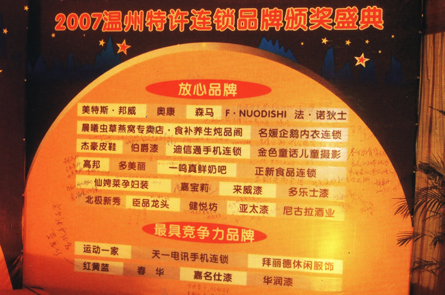 2007温州特许连锁品牌颁奖盛典
放心品牌
美特斯·邦威 奥康 森马 F·NUODISHI 法·诺狄士
晨曦虫草燕窝专卖店·食补养生炖品阁 名媛企鹅内衣连锁
杰豪皮鞋 伯爵漆 迪信通手机连锁 金色童话儿童摄影
高邦 多美丽 一鸣真鲜奶吧 正新食品连锁
仙娉菜孕妇装 嘉宝莉 来威漆 多乐士漆
北极新秀 臣品龙头 健悦坊 亚太漆 尼古拉酒业
最具竞争力品牌
运动一家 天一电讯手机连锁 拜丽德休闲服饰
红黄蓝 春华 嘉名仕漆 华润漆